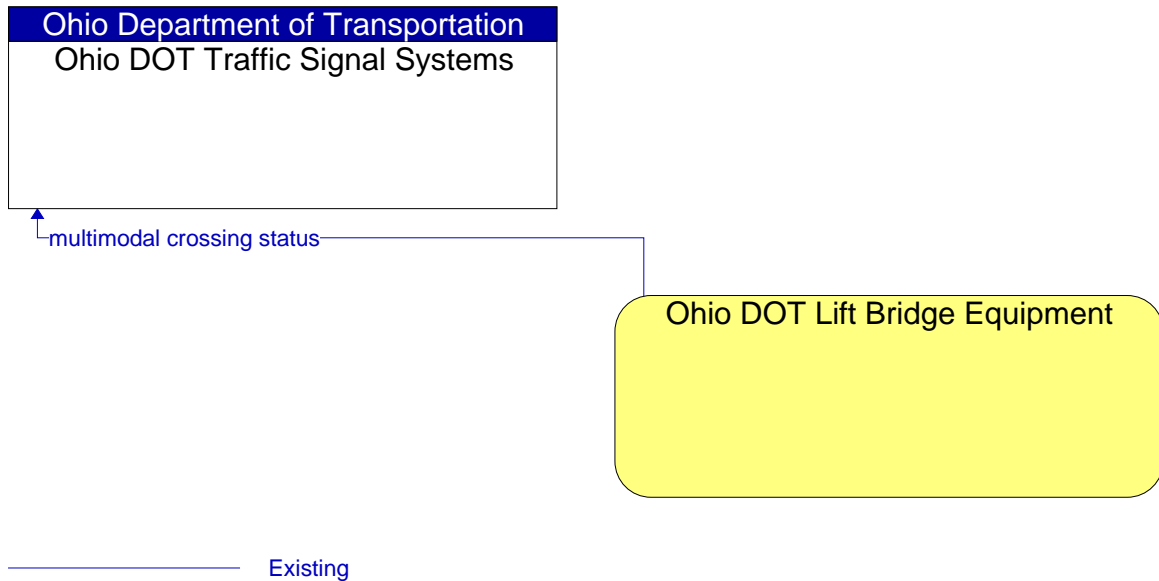 Ohio Department of Transportation
Ohio DOT Traffic Signal Systems
multimodal crossing status
Ohio DOT Lift Bridge Equipment
Existing